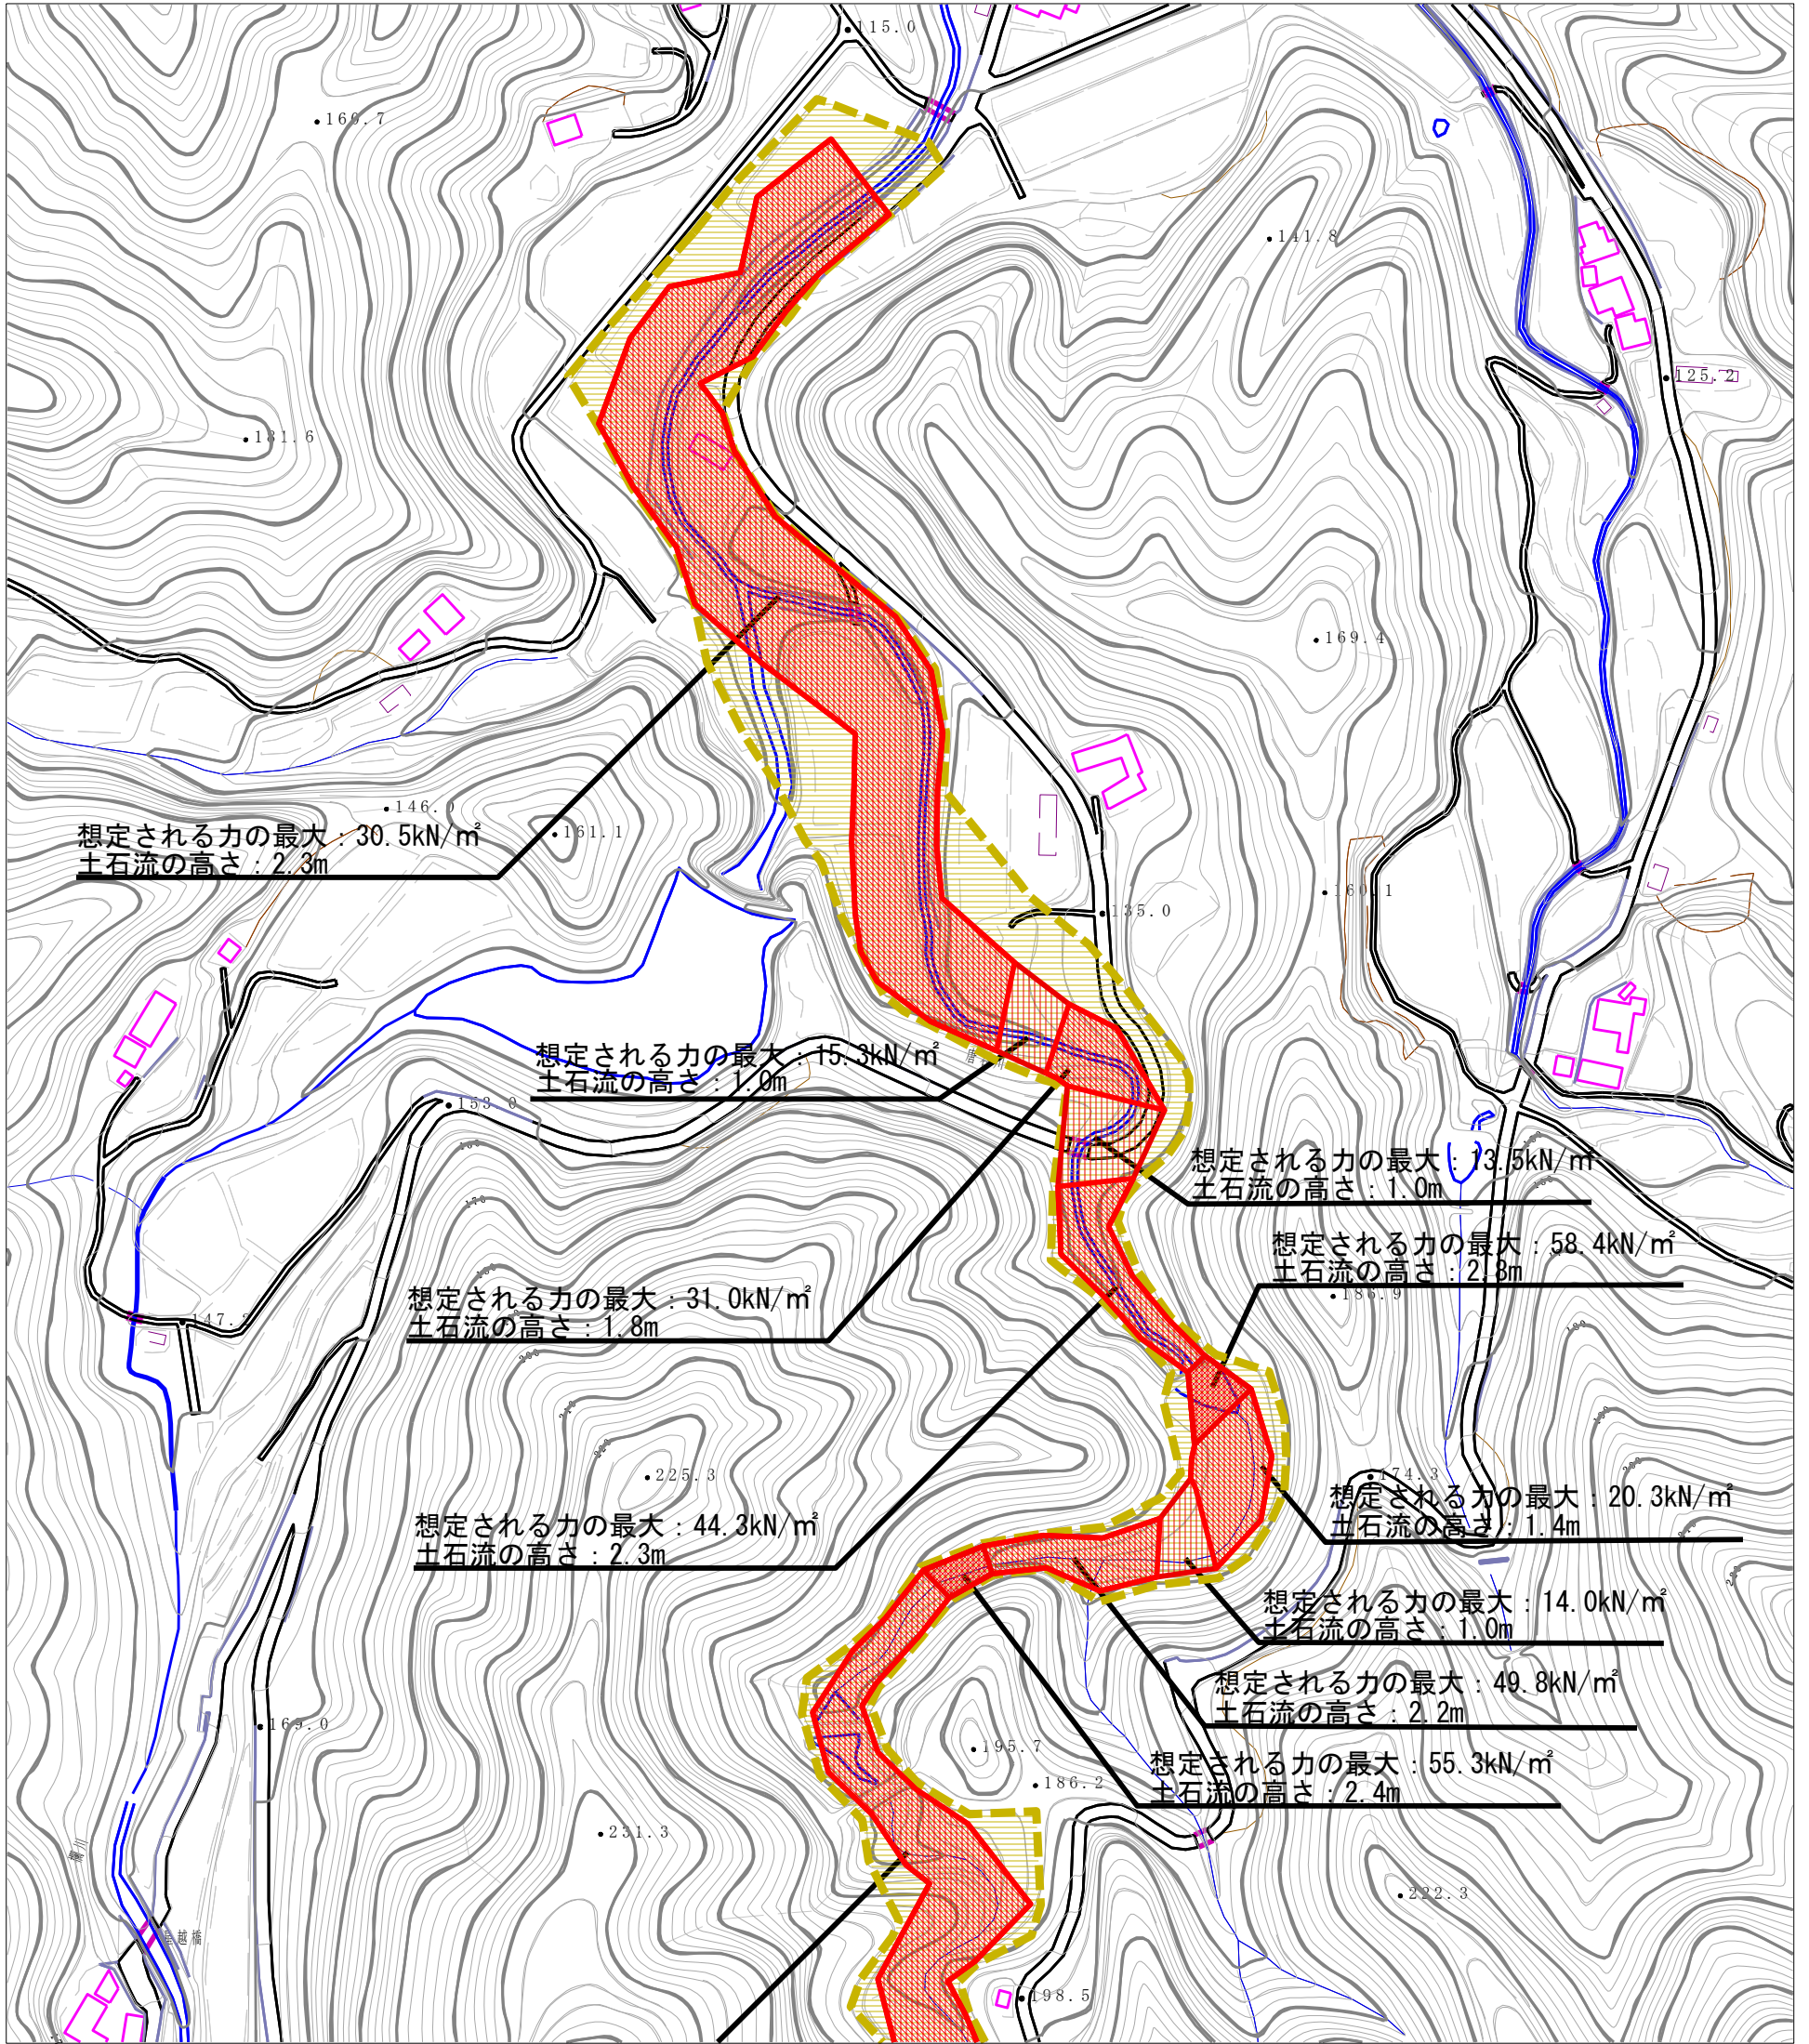 115.0
160.7
141.8
125.2
181.6
169.4
146.0
161.1
想定される力の最大：30.5kN/㎡
土石流の高さ：2.3m
160.1
135.0
想定される力の最大：15.3kN/㎡
土石流の高さ：1.0m
153.0
想定される力の最大：13.5kN/㎡
土石流の高さ：1.0m
170
想定される力の最大：58.4kN/㎡
土石流の高さ：2.8m
186.9
想定される力の最大：31.0kN/㎡
土石流の高さ：1.8m
147.2
200
210
220
225.3
174.3
想定される力の最大：20.3kN/㎡
土石流の高さ：1.4m
想定される力の最大：44.3kN/㎡
土石流の高さ：2.3m
想定される力の最大：14.0kN/㎡
土石流の高さ：1.0m
想定される力の最大：49.8kN/㎡
土石流の高さ：2.2m
169.0
195.7
186.2
想定される力の最大：55.3kN/㎡
土石流の高さ：2.4m
231.3
222.3
198.5